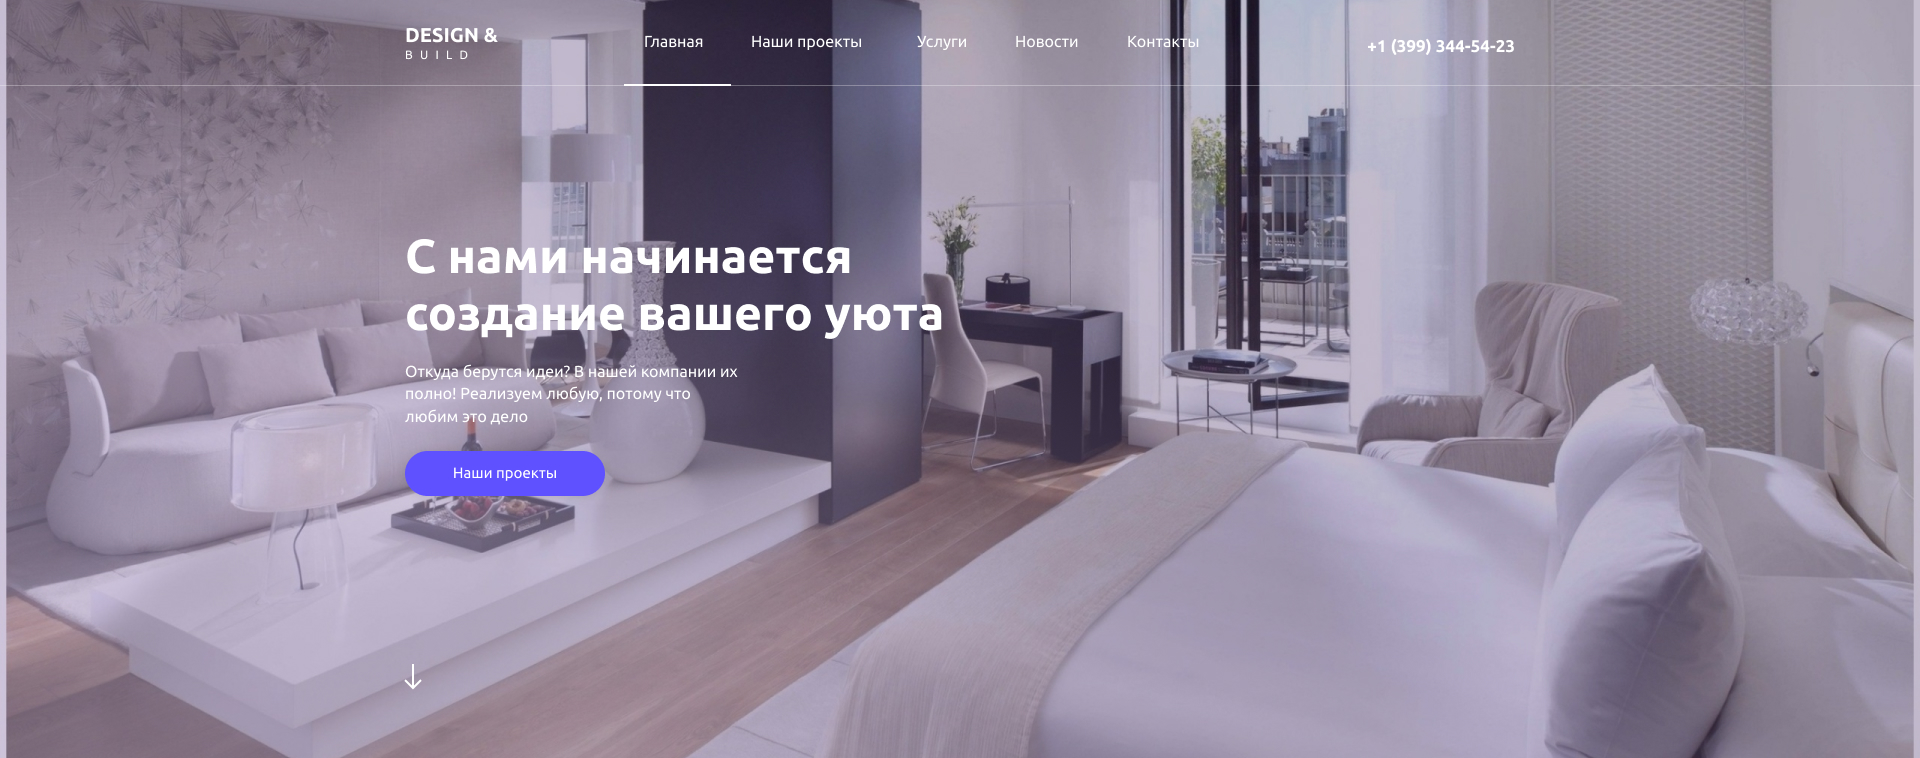 DESIGN &
BUILD
Главная
Наши проекты
Услуги
Новости
Контакты
+1 (399) 344-54-23
С нами начинается
создание вашего уюта
Откуда берутся идеи? В нашей компании их
полно! Реализуем любую, потому что
любим это дело
Наши проекты